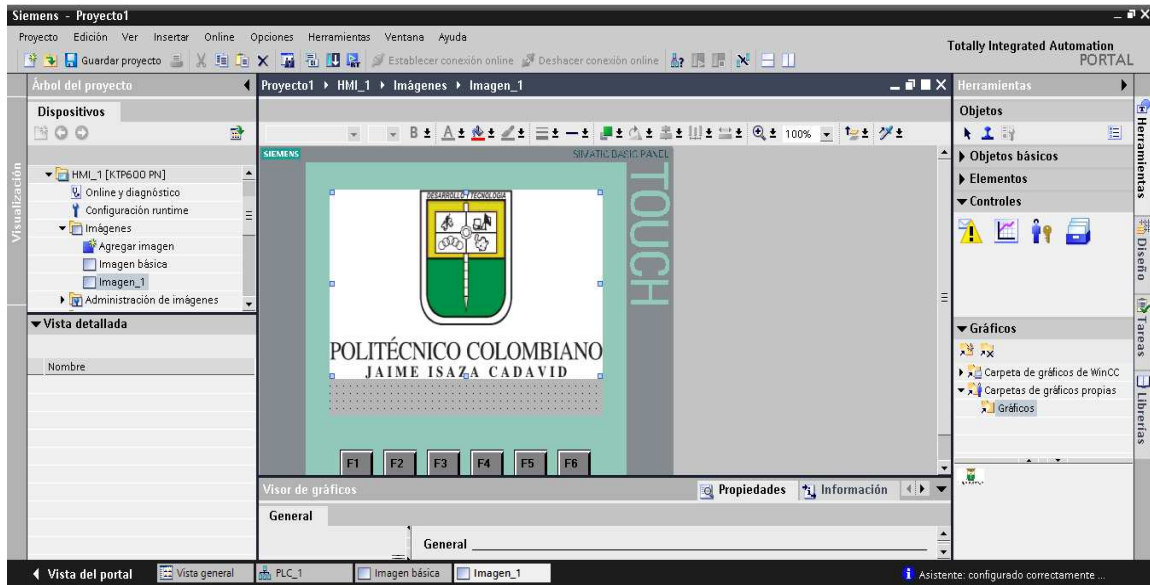 Siemens - Proyecto1
Proyecto Edición Ver Insertar Online Opciones Herramientas Ventana Ayuda
Totally Integrated Automation
PORTAL
Guardar proyecto Establecer conexión online Deshacer conexión online
Árbol del proyecto
Proyecto1 HMI_1 Imágenes Imagen_1
Herramientas
Dispositivos
Objetos
B A 100%
SIEMENS
SIMATIC BASIC PANEL
TOUCH
Visualización
HMI_1 [KTP600 PN]
Online y diagnóstico
Configuración runtime
Imágenes
Agregar imagen
Imagen básica
Imagen_1
Administración de imágenes
Vista detallada
Nombre
DESARROLLO TECNOLOGIA
POLITÉCNICO COLOMBIANO
JAIME ISAZA CADAVID
F1 F2 F3 F4 F5 F6
Objetos básicos
Elementos
Controles
Gráficos
Carpeta de gráficos de WinCC
Carpetas de gráficos propias
Gráficos
Herramientas
Diseño
Tareas
Librerías
Visor de gráficos
Propiedades Información
General
General
Vista del portal Vista general PLC_1 Imagen básica Imagen_1
Asistente: configurado correctamente ...